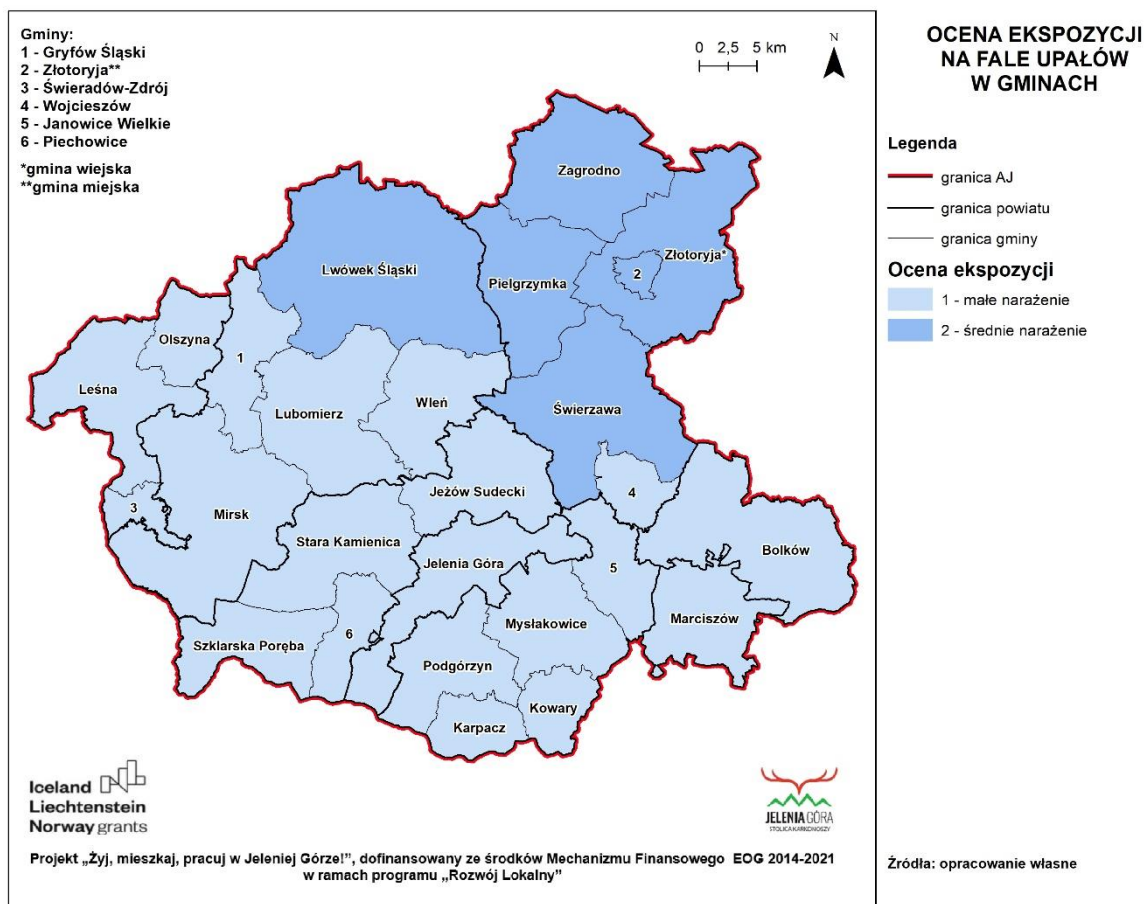 Gminy:
1 - Gryfów Śląski
2 - Złotoryja**
3 - Świeradów-Zdrój
4 - Wojcieszów
5 - Janowice Wielkie
6 - Piechowice
*gmina wiejska
**gmina miejska
0 2,5 5 km
N
OCENA EKSPOZYCJI
NA FALE UPAŁÓW
W GMINACH
Legenda
granica AJ
granica powiatu
granica gminy
Ocena ekspozycji
1 - małe narażenie
2 - średnie narażenie
Zagrodno
Złotoryja*
2
Lwówek Śląski
Pielgrzymka
Olszyna
1
Leśna
Lubomierz
Wleń
Świerzawa
Jeżów Sudecki
4
3
Mirsk
Stara Kamienica
Jelenia Góra
5
Bolków
Mysłakowice
Marciszów
Szklarska Poręba
6
Podgórzyn
Kowary
Karpacz
Iceland
Liechtenstein
Norway grants
JELENIA GÓRA
STOLICA KARKONOSZY
Projekt „Żyj, mieszkaj, pracuj w Jeleniej Górze!”, dofinansowany ze środków Mechanizmu Finansowego EOG 2014-2021
w ramach programu „Rozwój Lokalny”
Źródła: opracowanie własne